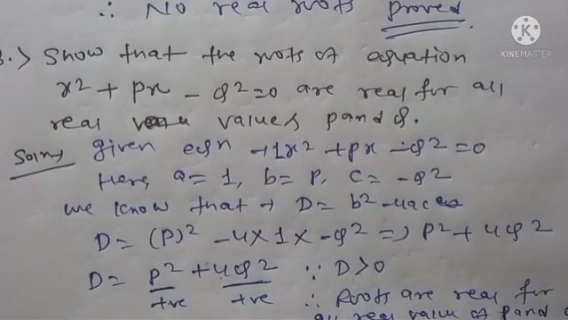 ∴ No real roots proved
KINEMASTER
3.> Show that the roots of equation
x² + px - q² = 0 are real for all
real values p and q.
Soln> given eqn → 1x² + px - q² = 0
Here, a = 1, b = p, c = -q²
we know that → D = b² - 4ac
D = (p)² - 4 x 1 x -q² => p² + 4q²
D = p² + 4q² ∵ D > 0
+ve +ve ∴ Roots are real for
all real value of p and